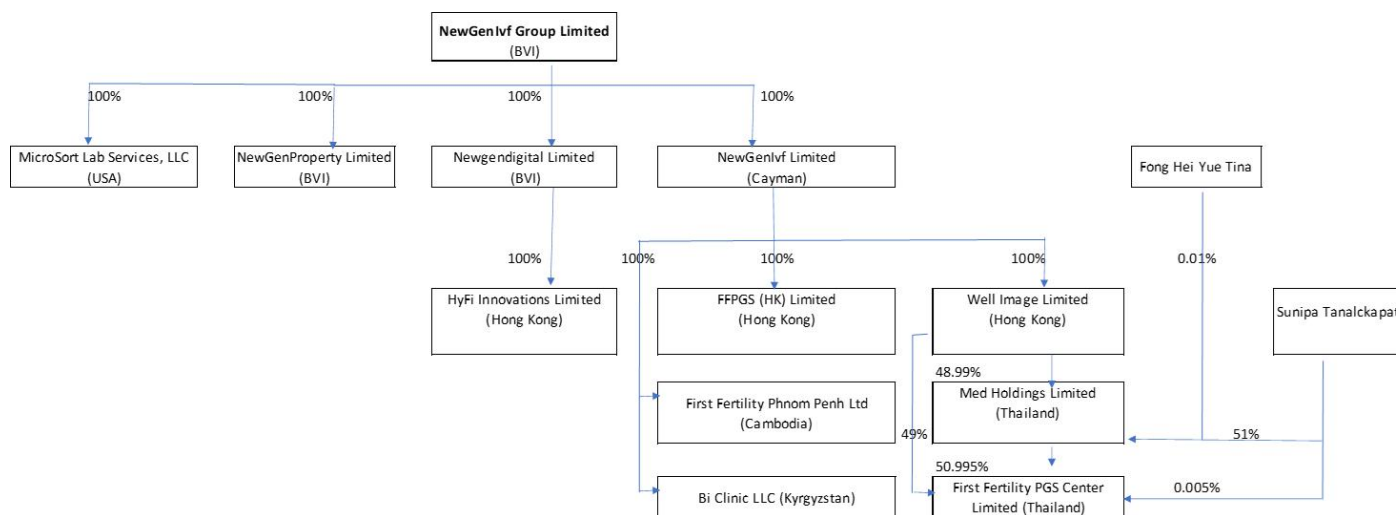 NewGenIvf Group Limited
(BVI)
100%
100%
100%
100%
MicroSort Lab Services, LLC
(USA)
NewGenProperty Limited
(BVI)
Newgendigital Limited
(BVI)
NewGenIvf Limited
(Cayman)
Fong Hei Yue Tina
100%
100%
100%
100%
0.01%
HyFi Innovations Limited
(Hong Kong)
FFPGS (HK) Limited
(Hong Kong)
Well Image Limited
(Hong Kong)
Sunipa Tanalckapat
48.99%
First Fertility Phnom Penh Ltd
(Cambodia)
Med Holdings Limited
(Thailand)
49%
51%
50.995%
Bi Clinic LLC (Kyrgyzstan)
First Fertility PGS Center
Limited (Thailand)
0.005%